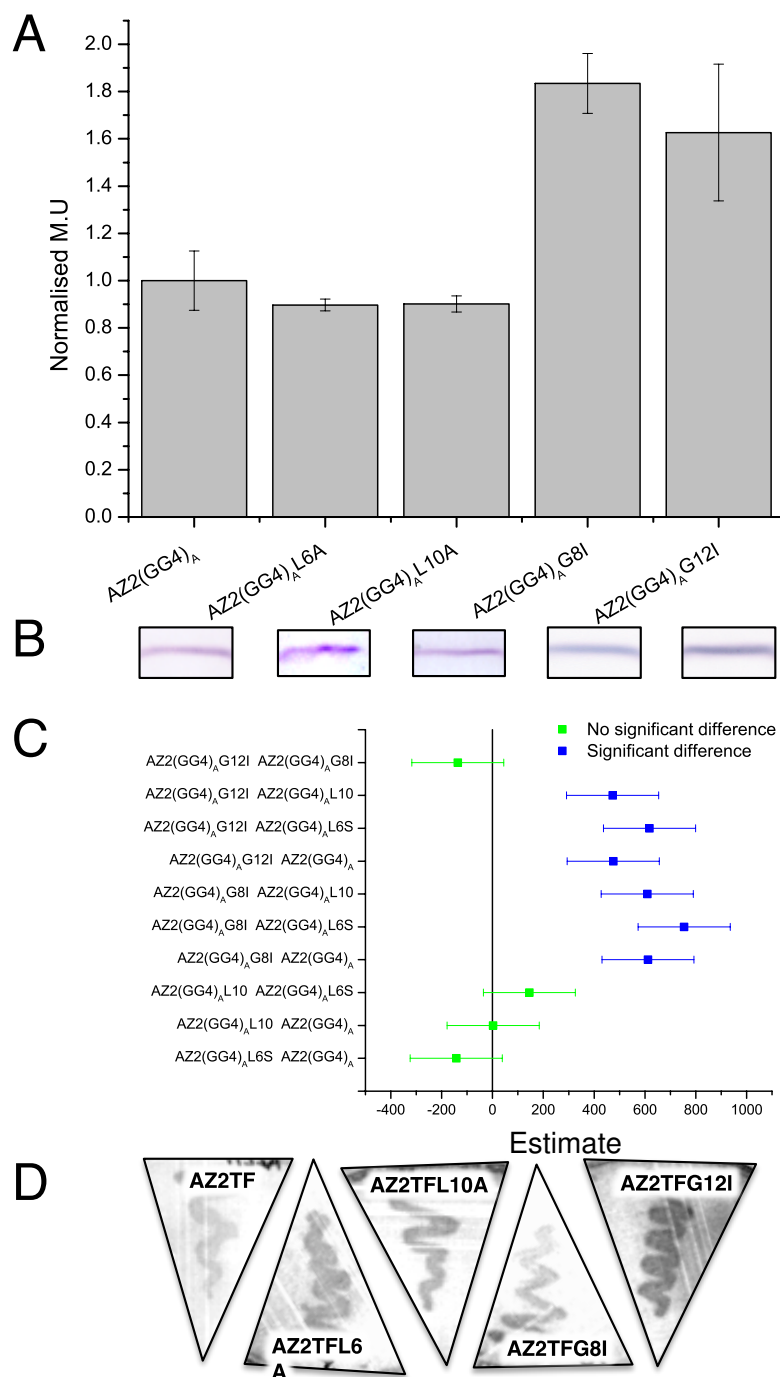 A
Normalised M.U
2.0
1.8
1.6
1.4
1.2
1.0
0.8
0.6
0.4
0.2
0.0
AZ2(GG4)A
AZ2(GG4)AL6A
AZ2(GG4)AL10A
AZ2(GG4)AG8I
AZ2(GG4)AG12I
B
C
No significant difference
Significant difference
AZ2(GG4)AG12I AZ2(GG4)AG8I
AZ2(GG4)AG12I AZ2(GG4)AL10
AZ2(GG4)AG12I AZ2(GG4)AL6S
AZ2(GG4)AG12I AZ2(GG4)A
AZ2(GG4)AG8I AZ2(GG4)AL10
AZ2(GG4)AG8I AZ2(GG4)AL6S
AZ2(GG4)AG8I AZ2(GG4)A
AZ2(GG4)AL10 AZ2(GG4)AL6S
AZ2(GG4)AL10 AZ2(GG4)A
AZ2(GG4)AL6S AZ2(GG4)A
-400 -200 0 200 400 600 800 1000
Estimate
D
AZ2TF
AZ2TFL6
A
AZ2TFL10A
AZ2TFG8I
AZ2TFG12I